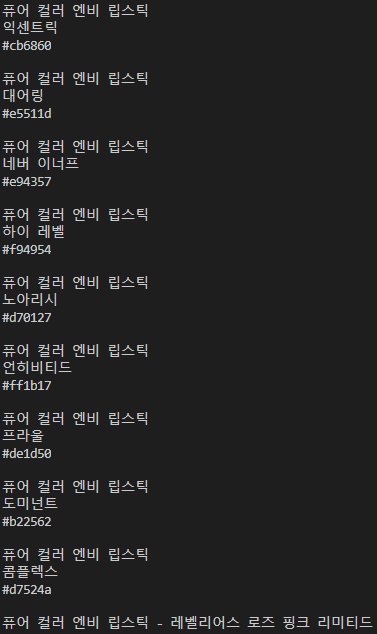 퓨어 컬러 엔비 립스틱
익센트릭
#cb6860
퓨어 컬러 엔비 립스틱
대어링
#e5511d
퓨어 컬러 엔비 립스틱
네버 이너프
#e94357
퓨어 컬러 엔비 립스틱
하이 레벨
#f94954
퓨어 컬러 엔비 립스틱
노아리시
#d70127
퓨어 컬러 엔비 립스틱
언히비티드
#ff1b17
퓨어 컬러 엔비 립스틱
프라울
#de1d50
퓨어 컬러 엔비 립스틱
도미넌트
#b22562
퓨어 컬러 엔비 립스틱
콤플렉스
#d7524a
퓨어 컬러 엔비 립스틱 - 레벨리어스 로즈 핑크 리미티드